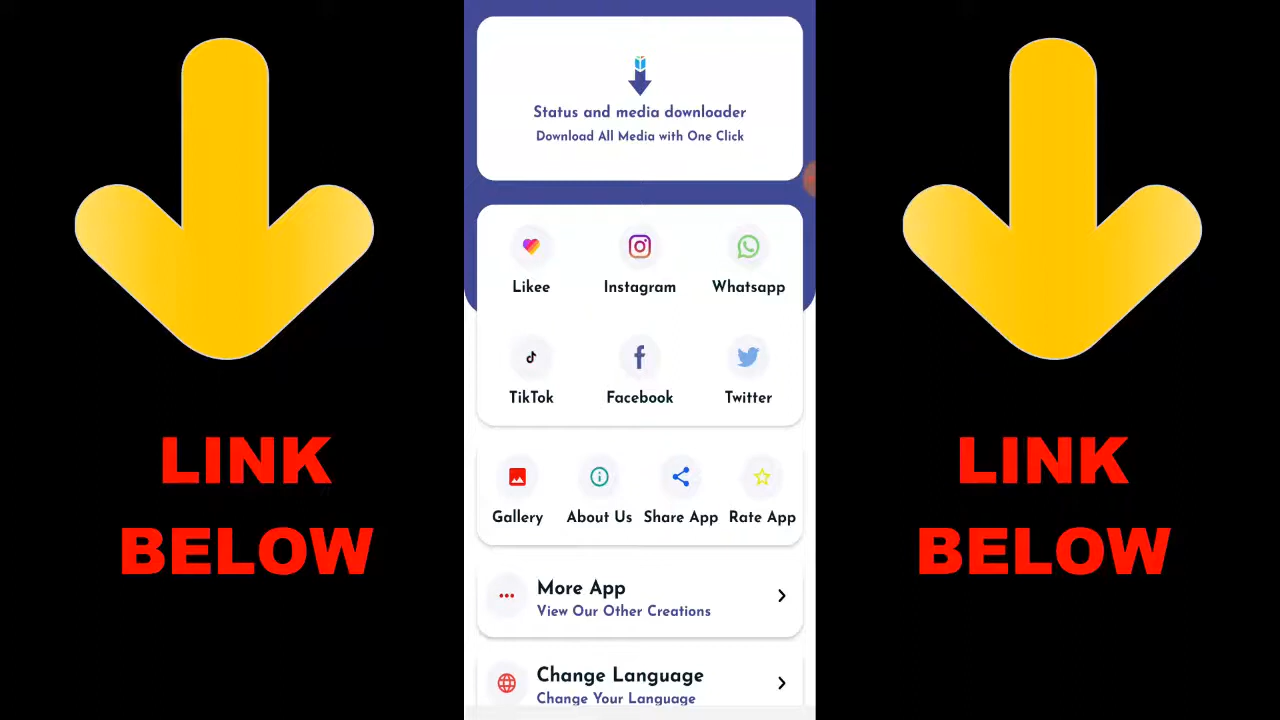 Status and media downloader
Download All Media with One Click
Likee
Instagram
Whatsapp
TikTok
Facebook
Twitter
LINK
BELOW
LINK
BELOW
Gallery
About Us
Share App
Rate App
More App
View Our Other Creations
Change Language
Change Your Language